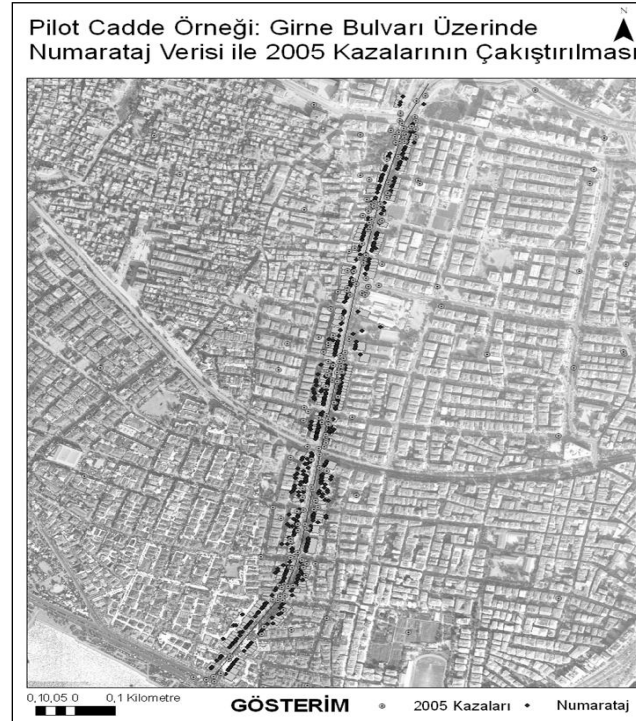 N
Pilot Cadde Örneği: Girne Bulvarı Üzerinde
Numarataj Verisi ile 2005 Kazalarının Çakıştırılması
0,10,05 0 0,1 Kilometre
GÖSTERİM 2005 Kazaları Numarataj